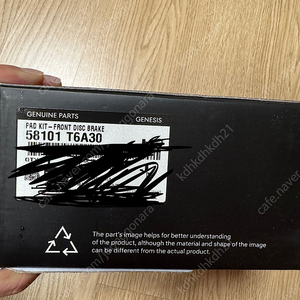 GENUINE PARTS GENESIS
PAD KIT-FRONT DISC BRAKE
58101 T6A30
The part's image helps for better understanding
of the product, although the material and shape of the image
can be different from the actual product.
kdhkdhkdh21